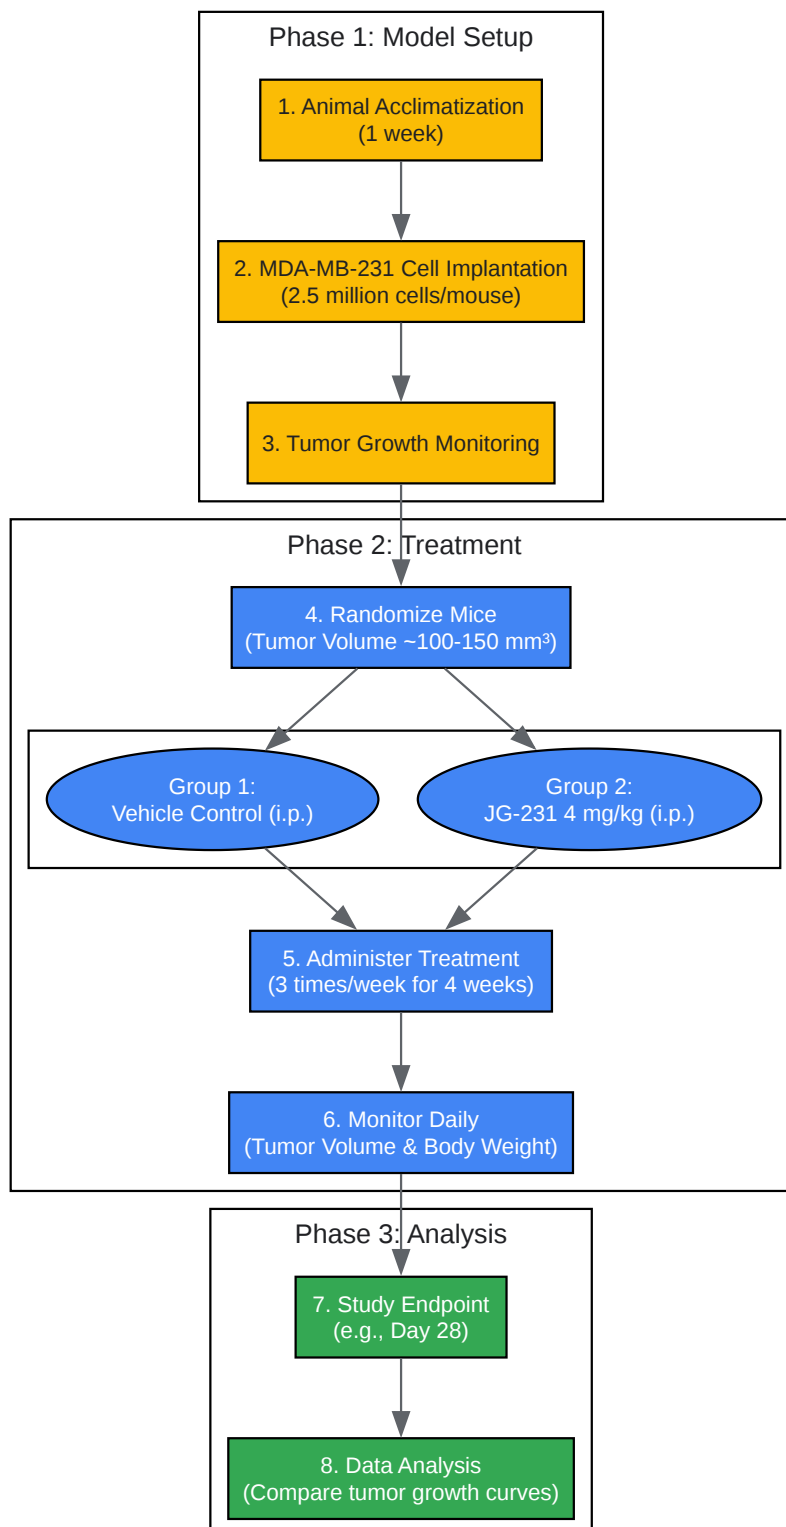 Phase 1: Model Setup
1. Animal Acclimatization
(1 week)
2. MDA-MB-231 Cell Implantation
(2.5 million cells/mouse)
3. Tumor Growth Monitoring
Phase 2: Treatment
4. Randomize Mice
(Tumor Volume ~100-150 mm³)
Group 1:
Vehicle Control (i.p.)
Group 2:
JG-231 4 mg/kg (i.p.)
5. Administer Treatment
(3 times/week for 4 weeks)
6. Monitor Daily
(Tumor Volume & Body Weight)
Phase 3: Analysis
7. Study Endpoint
(e.g., Day 28)
8. Data Analysis
(Compare tumor growth curves)